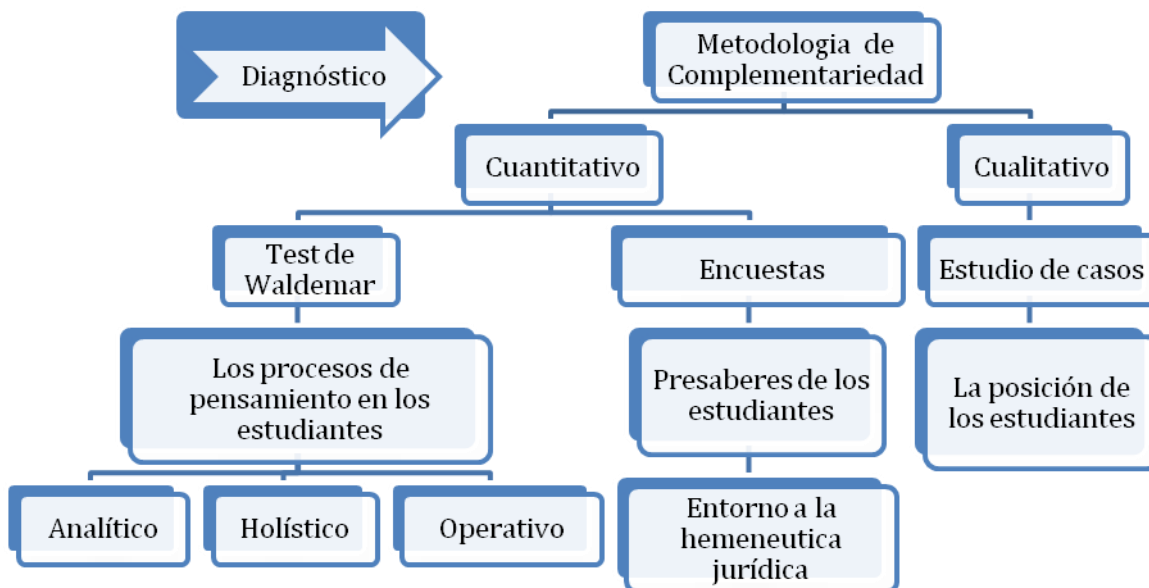 Diagnóstico
Metodologia de
Complementariedad
Cuantitativo
Cualitativo
Test de
Waldemar
Encuestas
Estudio de casos
Los procesos de
pensamiento en los
estudiantes
Presaberes de los
estudiantes
La posición de
los estudiantes
Analítico
Holístico
Operativo
Entorno a la
hemeneutica
jurídica